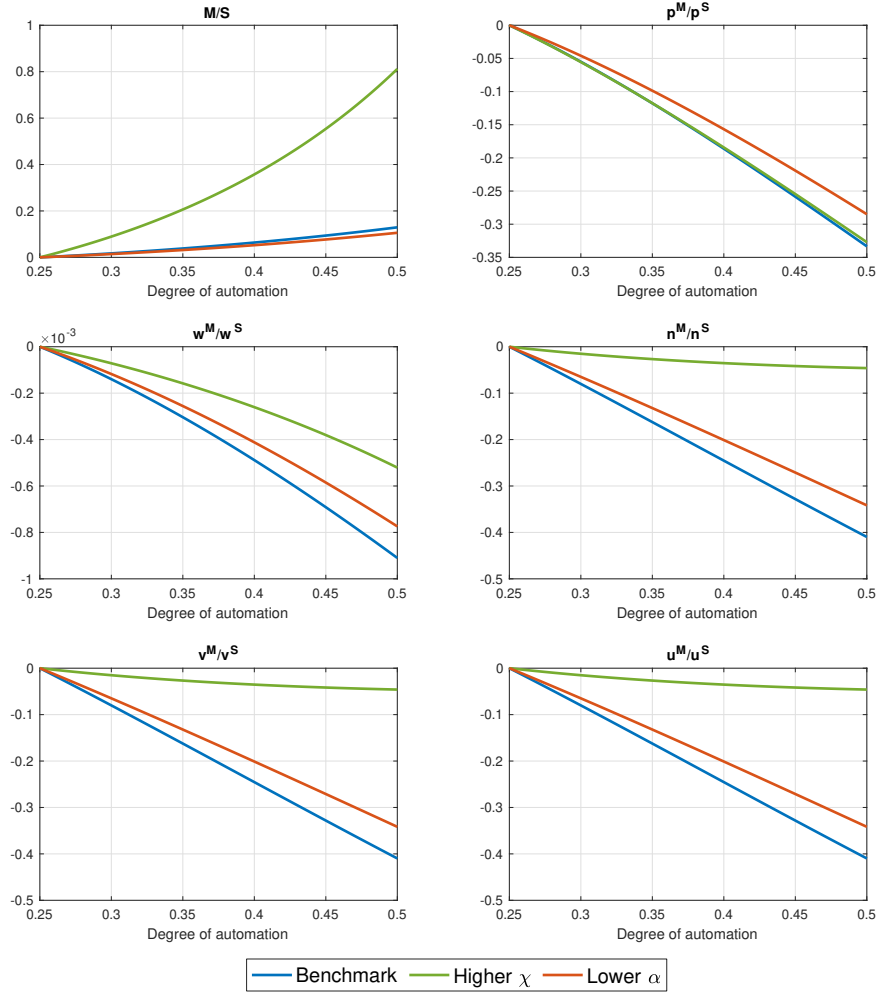 M/S
1
0.8
0.6
0.4
0.2
0
0.25 0.3 0.35 0.4 0.45 0.5
Degree of automation
p^M/p^S
0
-0.05
-0.1
-0.15
-0.2
-0.25
-0.3
-0.35
0.25 0.3 0.35 0.4 0.45 0.5
Degree of automation
w^M/w^S
×10^-3
0
-0.2
-0.4
-0.6
-0.8
-1
0.25 0.3 0.35 0.4 0.45 0.5
Degree of automation
n^M/n^S
0
-0.1
-0.2
-0.3
-0.4
-0.5
0.25 0.3 0.35 0.4 0.45 0.5
Degree of automation
v^M/v^S
0
-0.1
-0.2
-0.3
-0.4
-0.5
0.25 0.3 0.35 0.4 0.45 0.5
Degree of automation
u^M/u^S
0
-0.1
-0.2
-0.3
-0.4
-0.5
0.25 0.3 0.35 0.4 0.45 0.5
Degree of automation
Benchmark Higher χ Lower α